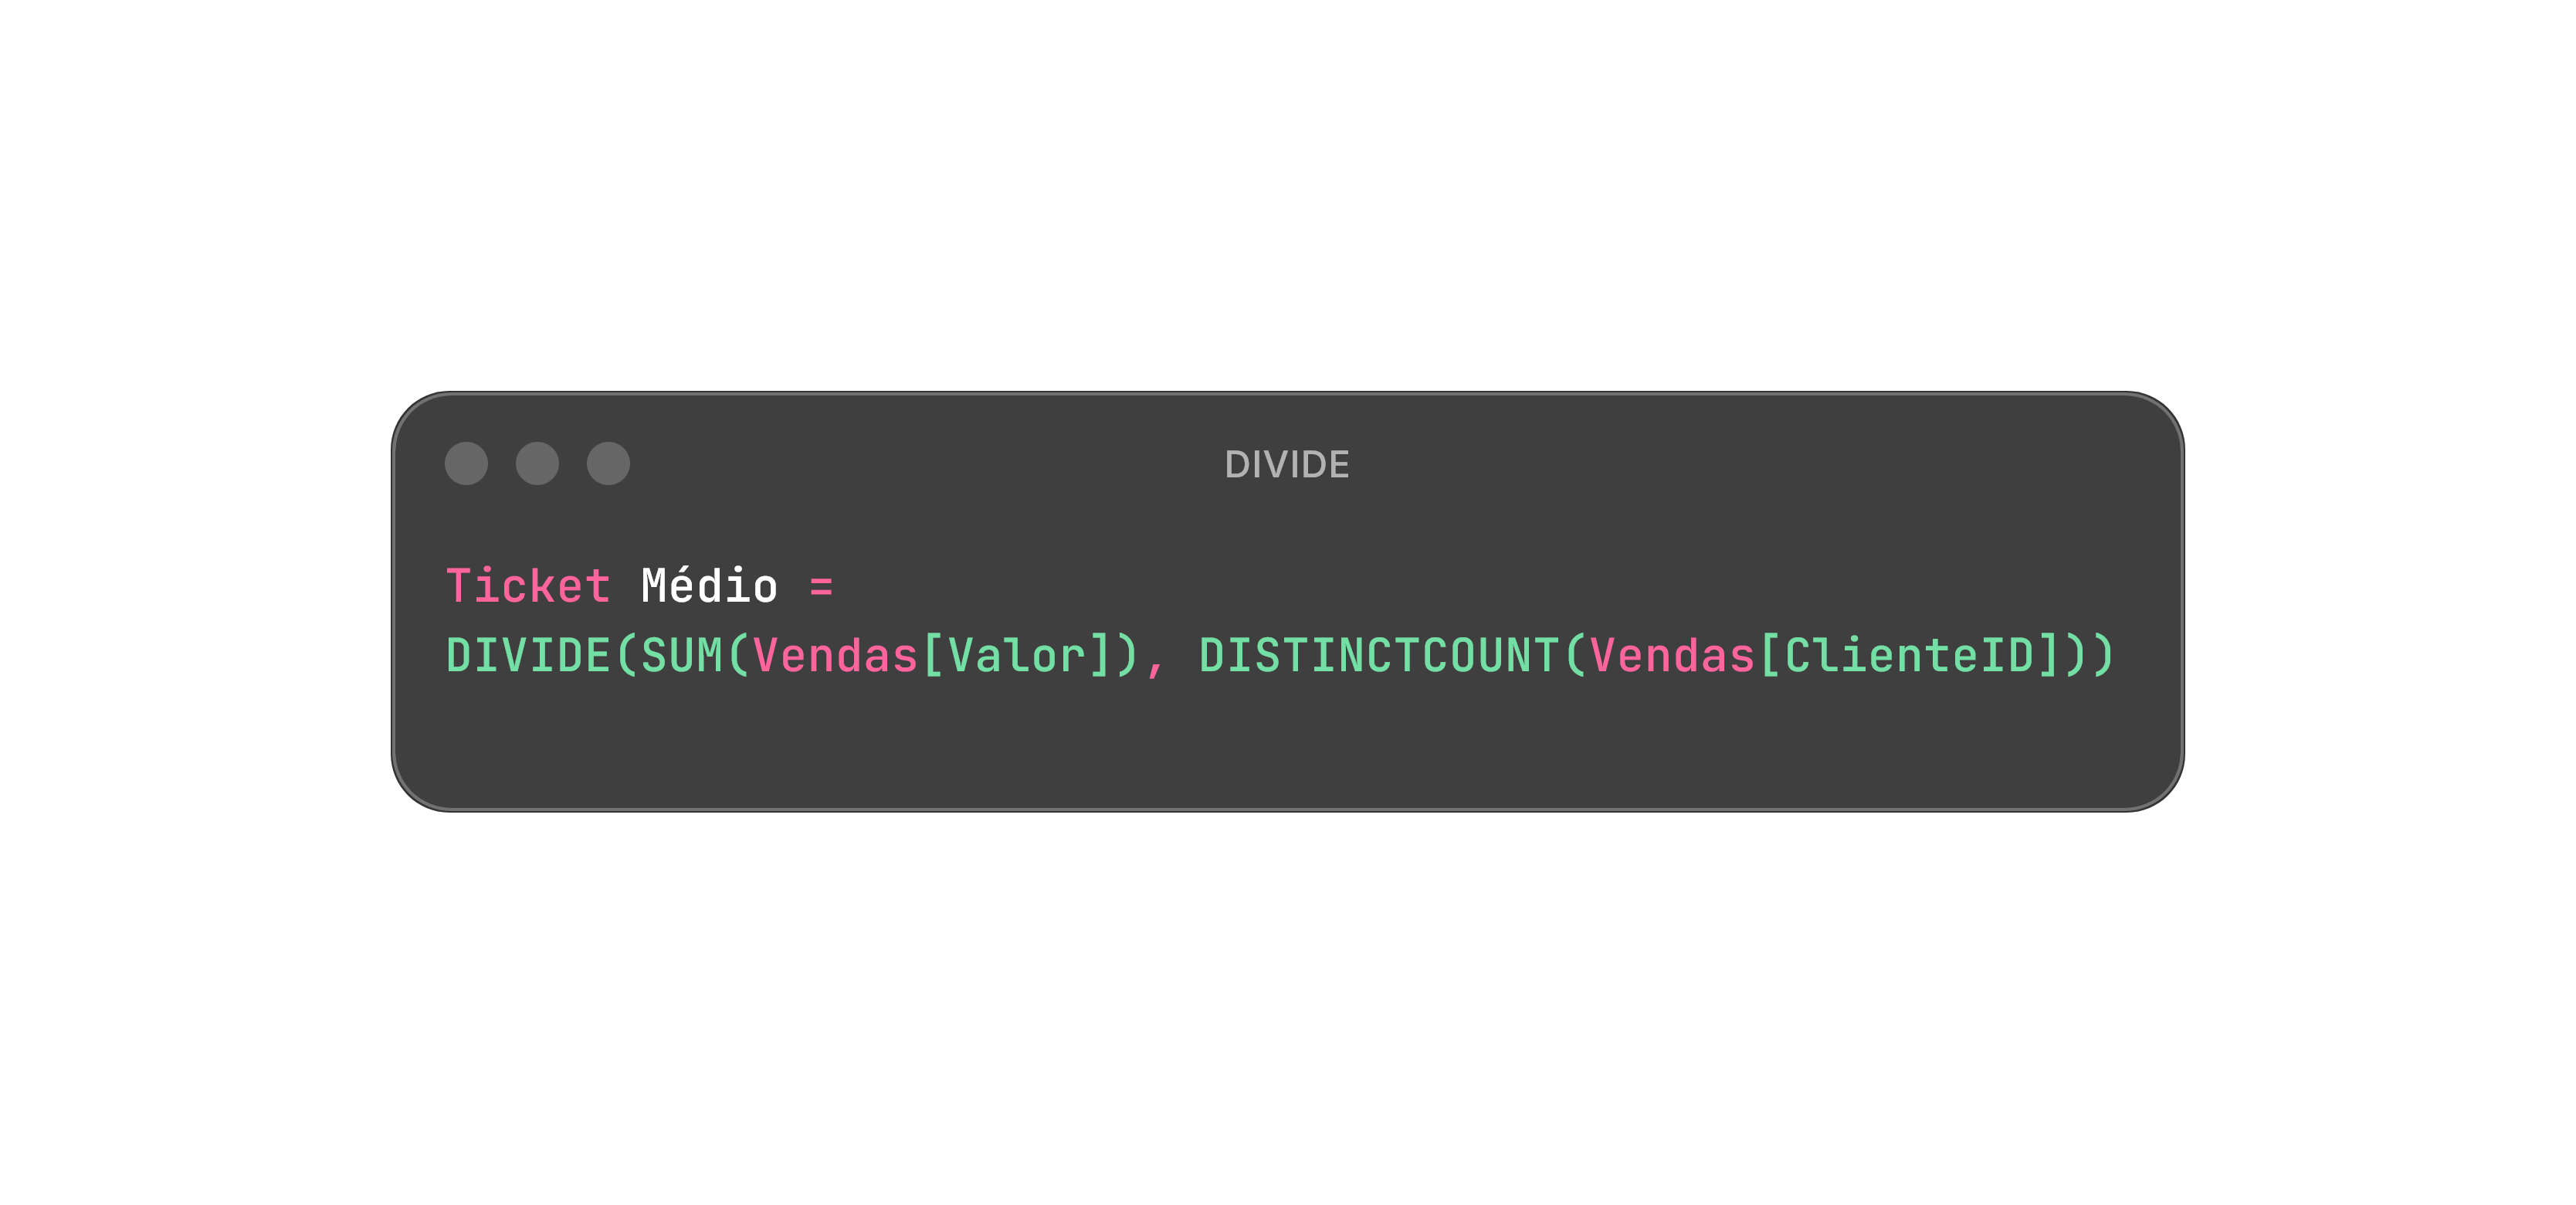 DIVIDE
Ticket Médio =
DIVIDE(SUM(Vendas[Valor]), DISTINCTCOUNT(Vendas[ClienteID]))